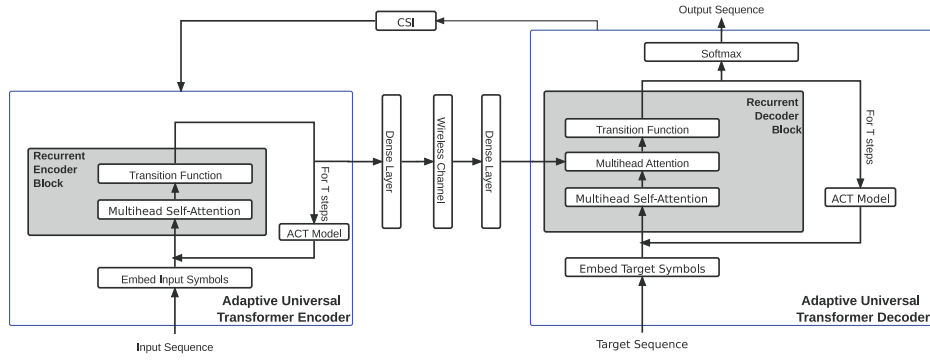 Output Sequence
CSI
Softmax
Recurrent
Decoder
Block
For T steps
Transition Function
Multihead Attention
Multihead Self-Attention
ACT Model
Embed Target Symbols
Adaptive Universal
Transformer Decoder
Target Sequence
Dense Layer
Wireless Channel
Dense Layer
Recurrent
Encoder
Block
Transition Function
Multihead Self-Attention
For T steps
ACT Model
Embed Input Symbols
Adaptive Universal
Transformer Encoder
Input Sequence